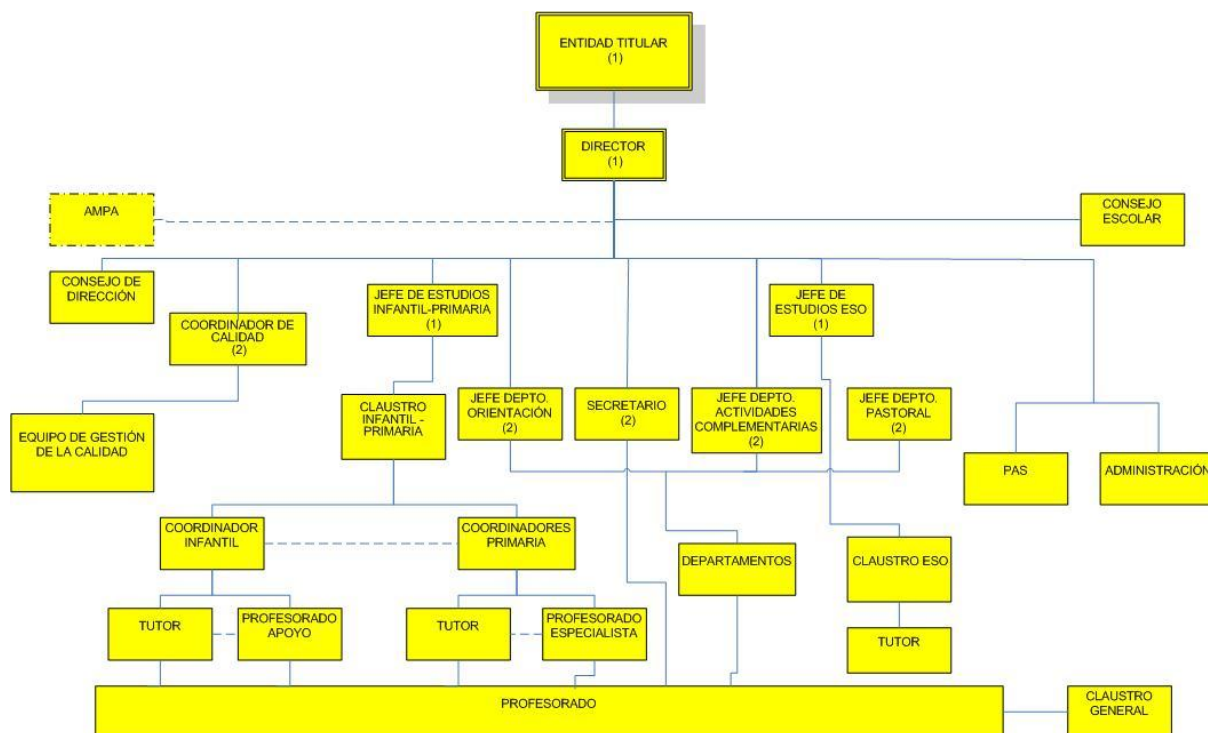 ENTIDAD TITULAR
(1)
DIRECTOR
(1)
AMPA
CONSEJO
ESCOLAR
CONSEJO DE
DIRECCIÓN
JEFE DE ESTUDIOS
INFANTIL-PRIMARIA
(1)
JEFE DE
ESTUDIOS ESO
(1)
COORDINADOR DE
CALIDAD
(2)
CLAUSTRO
INFANTIL -
PRIMARIA
JEFE DEPTO.
ORIENTACIÓN
(2)
SECRETARIO
(2)
JEFE DEPTO.
ACTIVIDADES
COMPLEMENTARIAS
(2)
JEFE DEPTO.
PASTORAL
(2)
EQUIPO DE GESTIÓN
DE LA CALIDAD
PAS
ADMINISTRACIÓN
COORDINADOR
INFANTIL
COORDINADORES
PRIMARIA
DEPARTAMENTOS
CLAUSTRO ESO
TUTOR
PROFESORADO
APOYO
TUTOR
PROFESORADO
ESPECIALISTA
TUTOR
PROFESORADO
CLAUSTRO
GENERAL